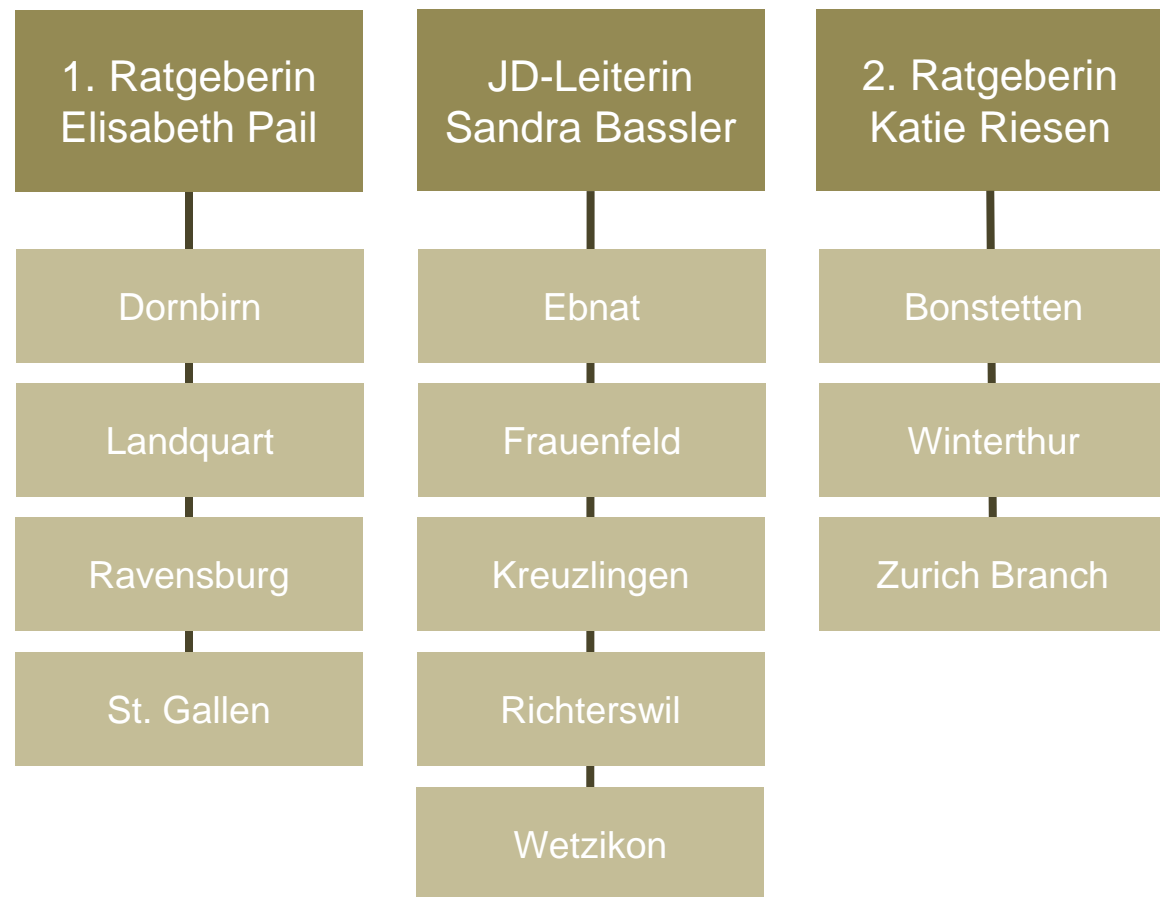 1. Ratgeberin
Elisabeth Pail
Dornbirn
Landquart
Ravensburg
St. Gallen
JD-Leiterin
Sandra Bassler
Ebnat
Frauenfeld
Kreuzlingen
Richterswil
Wetzikon
2. Ratgeberin
Katie Riesen
Bonstetten
Winterthur
Zurich Branch